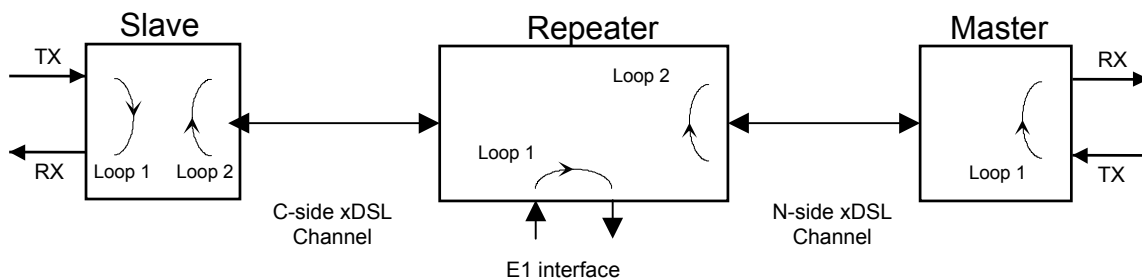 Slave
Repeater
Master
TX
RX
Loop 1
Loop 2
Loop 2
Loop 1
RX
TX
Loop 1
C-side xDSL
Channel
N-side xDSL
Channel
E1 interface